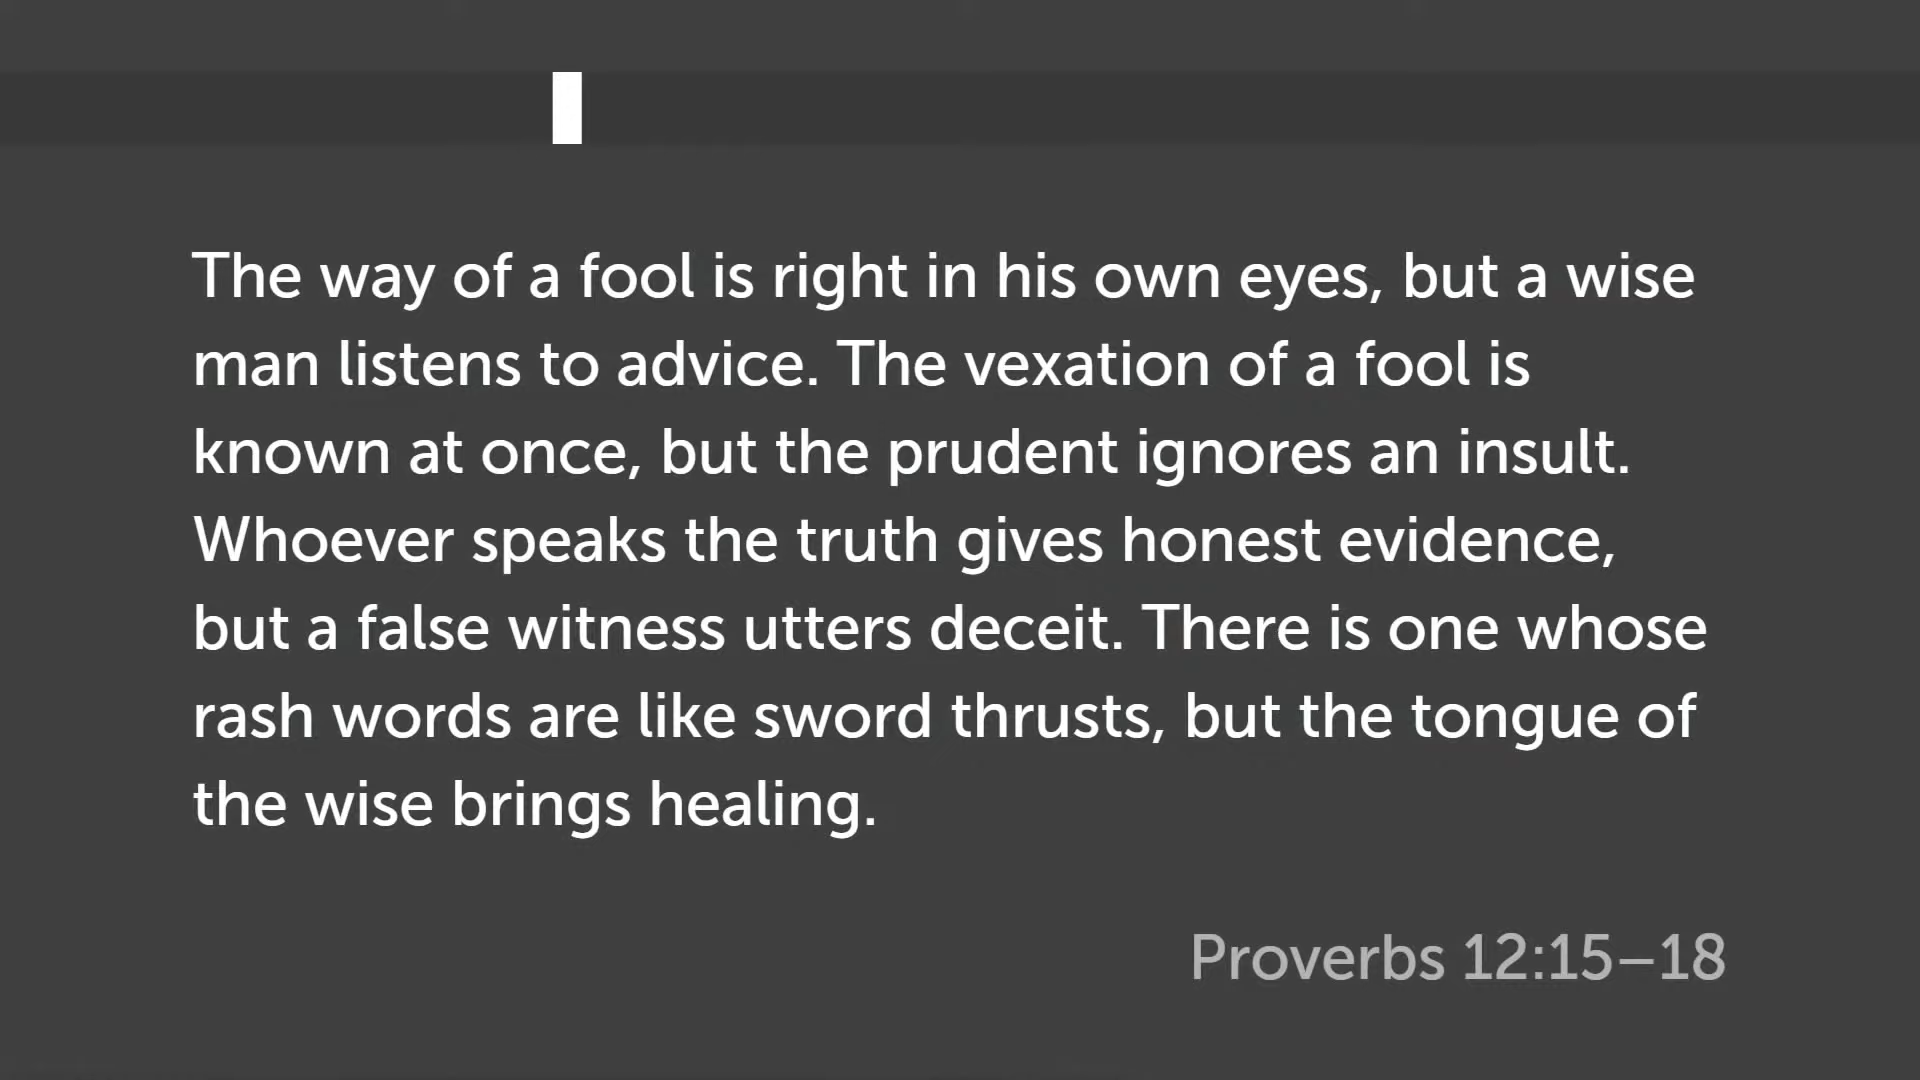 The way of a fool is right in his own eyes, but a wise
man listens to advice. The vexation of a fool is
known at once, but the prudent ignores an insult.
Whoever speaks the truth gives honest evidence,
but a false witness utters deceit. There is one whose
rash words are like sword thrusts, but the tongue of
the wise brings healing.
Proverbs 12:15–18